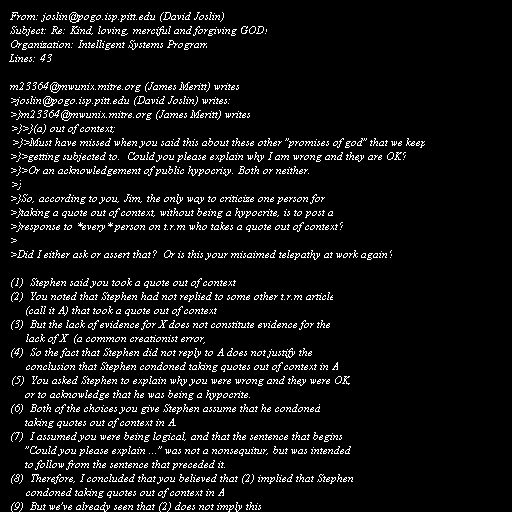 From: joslin@pogo.isp.pitt.edu (David Joslin)
Subject: Re: Kind, loving, merciful and forgiving GOD!
Organization: Intelligent Systems Program
Lines: 43

m23364@mwunix.mitre.org (James Meritt) writes
>joslin@pogo.isp.pitt.edu (David Joslin) writes:
>}m23364@mwunix.mitre.org (James Meritt) writes
>}>}(a) out of context;
>}>Must have missed when you said this about these other "promises of god" that we keep
>}>getting subjected to.  Could you please explain why I am wrong and they are OK?
>}>Or an acknowledgement of public hypocrisy. Both or neither.
>}
>}So, according to you, Jim, the only way to criticize one person for
>}taking a quote out of context, without being a hypocrite, is to post a
>}response to *every* person on t.r.m who takes a quote out of context?
>
>Did I either ask or assert that?  Or is this your misaimed telepathy at work again?

(1)  Stephen said you took a quote out of context
(2)  You noted that Stephen had not replied to some other t.r.m article
(call it A) that took a quote out of context
(3)  But the lack of evidence for X does not constitute evidence for the
lack of X  (a common creationist error,
(4)  So the fact that Stephen did not reply to A does not justify the
conclusion that Stephen condoned taking quotes out of context in A
(5)  You asked Stephen to explain why you were wrong and they were OK,
or to acknowledge that he was being a hypocrite.
(6)  Both of the choices you give Stephen assume that he condoned
taking quotes out of context in A.
(7)  I assumed you were being logical, and that the sentence that begins
"Could you please explain ..." was not a nonsequitur, but was intended
to follow from the sentence that preceded it.
(8)  Therefore, I concluded that you believed that (2) implied that Stephen
condoned taking quotes out of context in A
(9)  But we've already seen that (2) does not imply this